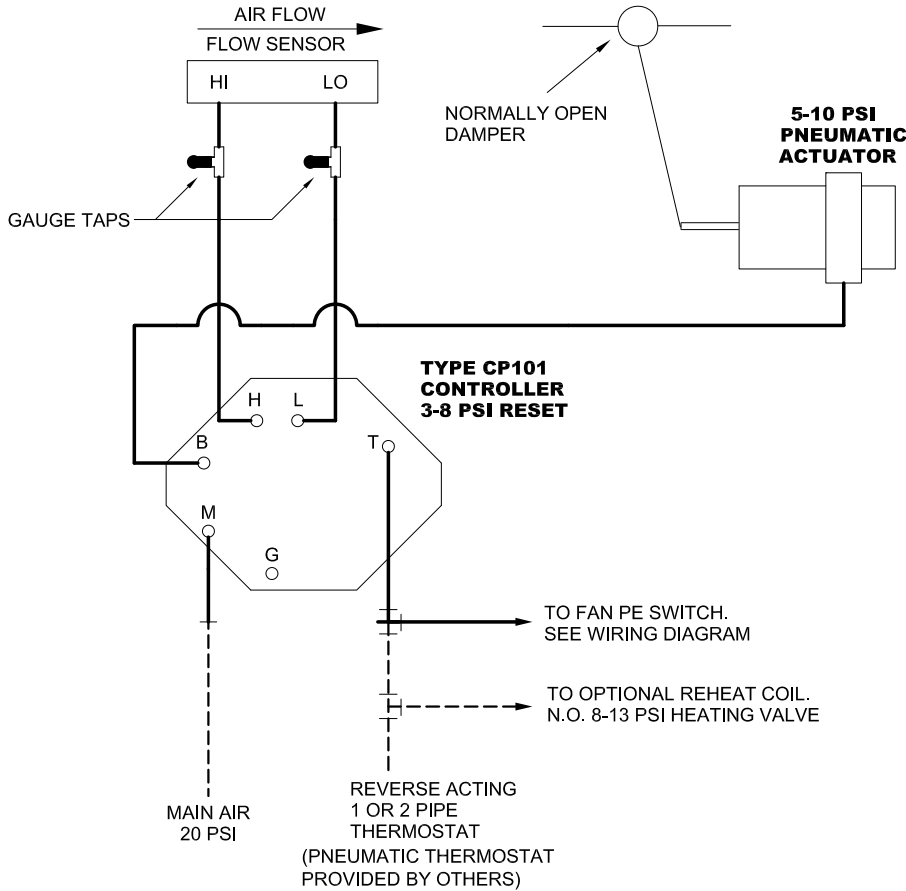 AIR FLOW
FLOW SENSOR
HI
LO
NORMALLY OPEN
DAMPER
5-10 PSI
PNEUMATIC
ACTUATOR
GAUGE TAPS
TYPE CP101
CONTROLLER
3-8 PSI RESET
H
L
B
T
M
G
TO FAN PE SWITCH.
SEE WIRING DIAGRAM
TO OPTIONAL REHEAT COIL.
N.O. 8-13 PSI HEATING VALVE
MAIN AIR
20 PSI
REVERSE ACTING
1 OR 2 PIPE
THERMOSTAT
(PNEUMATIC THERMOSTAT
PROVIDED BY OTHERS)